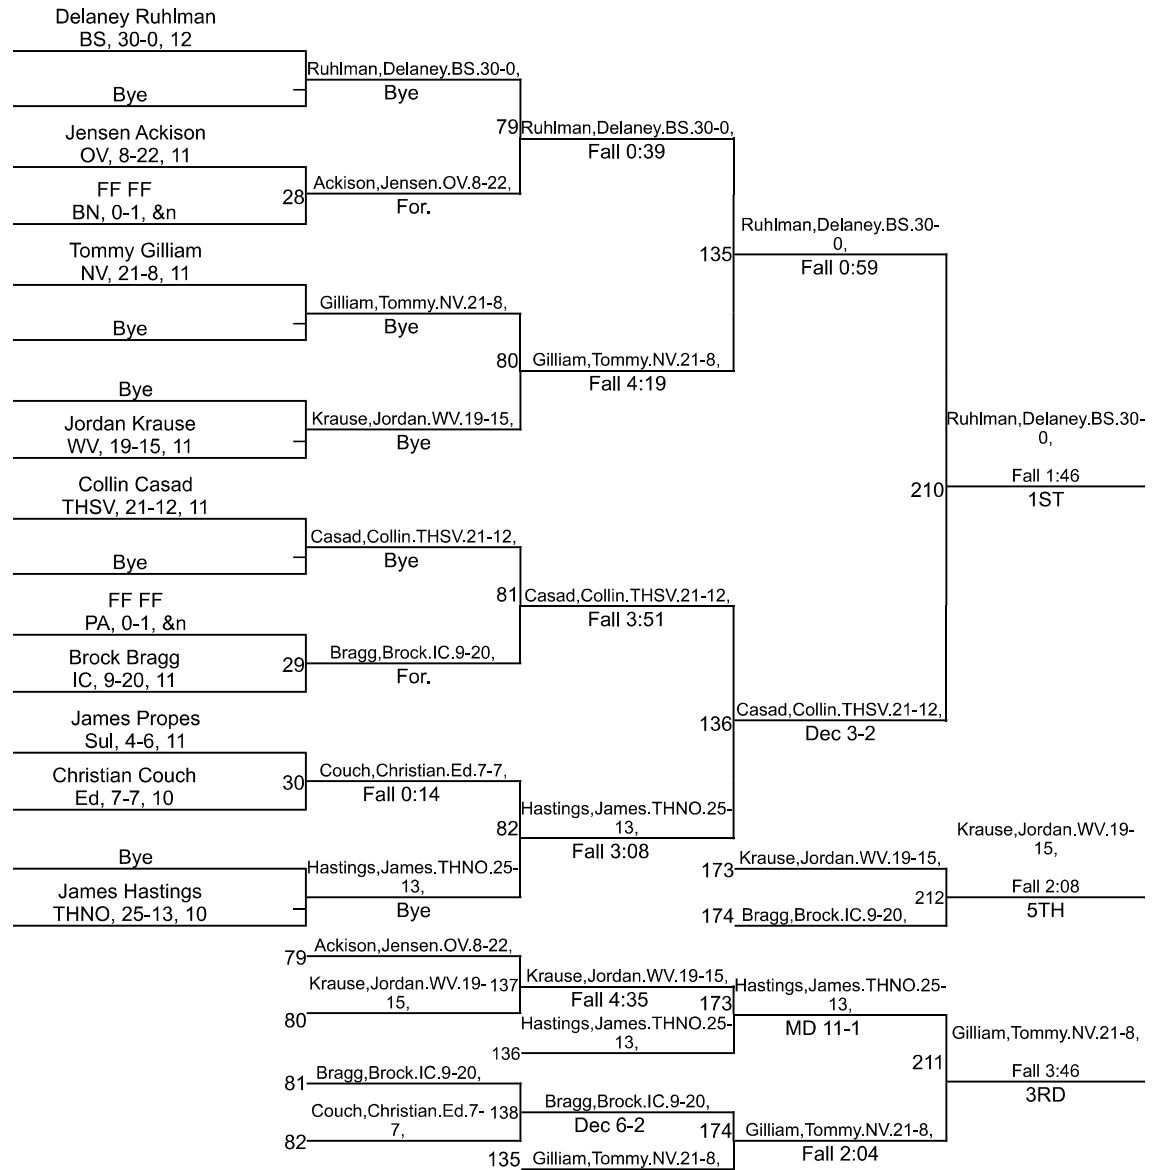 Delaney Ruhlman
BS, 30-0, 12
Ruhlman,Delaney.BS.30-0,
Bye
Bye
79
Ruhlman,Delaney.BS.30-0,
Fall 0:39
Jensen Ackison
OV, 8-22, 11
FF FF
BN, 0-1, &n
28
Ackison,Jensen.OV.8-22,
For.
135
Ruhlman,Delaney.BS.30-
0,
Fall 0:59
Tommy Gilliam
NV, 21-8, 11
Gilliam,Tommy.NV.21-8,
Bye
Bye
80
Gilliam,Tommy.NV.21-8,
Fall 4:19
Bye
Jordan Krause
WV, 19-15, 11
Krause,Jordan.WV.19-15,
Bye
Ruhlman,Delaney.BS.30-
0,
210
Fall 1:46
1ST
Collin Casad
THSV, 21-12, 11
Casad,Collin.THSV.21-12,
Bye
Bye
81
Casad,Collin.THSV.21-12,
Fall 3:51
FF FF
PA, 0-1, &n
Brock Bragg
IC, 9-20, 11
29
Bragg,Brock.IC.9-20,
For.
136
Casad,Collin.THSV.21-12,
Dec 3-2
James Propes
Sul, 4-6, 11
Christian Couch
Ed, 7-7, 10
30
Couch,Christian.Ed.7-7,
Fall 0:14
82
Hastings,James.THNO.25-
13,
Fall 3:08
Bye
James Hastings
THNO, 25-13, 10
Hastings,James.THNO.25-
13,
Bye
173
Krause,Jordan.WV.19-15,
174
Bragg,Brock.IC.9-20,
212
Krause,Jordan.WV.19-
15,
Fall 2:08
5TH
79
Ackison,Jensen.OV.8-22,
80
Krause,Jordan.WV.19-
15,
137
Krause,Jordan.WV.19-15,
Fall 4:35
136
Hastings,James.THNO.25-
13,
173
Hastings,James.THNO.25-
13,
MD 11-1
81
Bragg,Brock.IC.9-20,
82
Couch,Christian.Ed.7-
7,
138
Bragg,Brock.IC.9-20,
Dec 6-2
135
Gilliam,Tommy.NV.21-8,
174
Gilliam,Tommy.NV.21-8,
Fall 2:04
211
Gilliam,Tommy.NV.21-8,
Fall 3:46
3RD